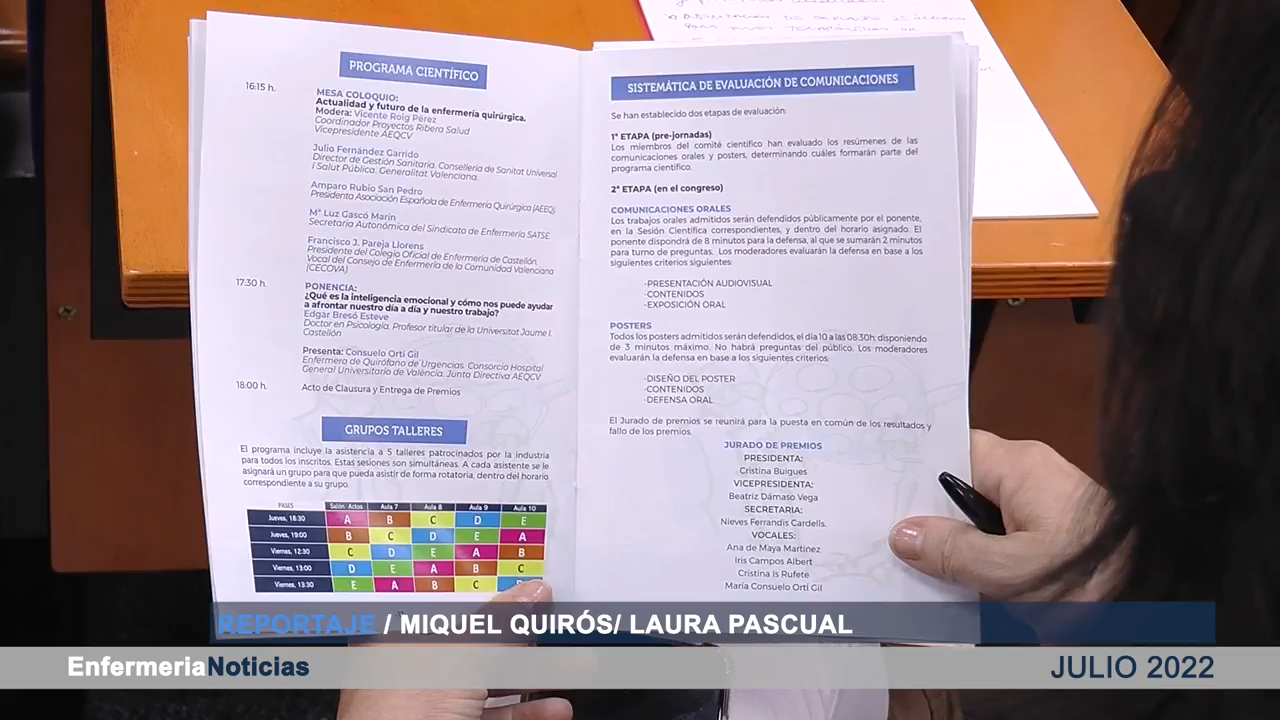 PROGRAMA CIENTÍFICO
16:15 h.
MESA COLOQUIO:
Actualidad y futuro de la enfermería quirúrgica.
Modera: Vicente Roig Pérez
Coordinador Proyectos Ribera Salud
Vicepresidente AEQCV
Julio Fernández Garrido
Director de Gestión Sanitaria, Conselleria de Sanitat Universal
i Salut Pública. Generalitat Valenciana.
Amparo Rubio San Pedro
Presidenta Asociación Española de Enfermería Quirúrgica (AEEQ)
Mª Luz Gascó Marin
Secretaria Autonómica del Sindicato de Enfermería SATSE.
Francisco J. Pareja Llorens
Presidente del Colegio Oficial de Enfermería de Castellón.
Vocal del Consejo de Enfermería de la Comunidad Valenciana
(CECOVA)
17:30 h.
PONENCIA:
¿Qué es la inteligencia emocional y cómo nos puede ayudar
a afrontar nuestro día a día y nuestro trabajo?
Edgar Bresó Esteve
Doctor en Psicología, Profesor titular de la Universitat Jaume I.
Castellón
Presenta: Consuelo Ortí Gil
Enfermera de Quirófano de Urgencias. Consorcio Hospital
General Universitario de València. Junta Directiva AEQCV
18:00 h.
Acto de Clausura y Entrega de Premios
GRUPOS TALLERES
El programa incluye la asistencia a 5 talleres patrocinados por la industria
para todos los inscritos. Estas sesiones son simultáneas. A cada asistente se le
asignará un grupo para que pueda asistir de forma rotatoria, dentro del horario
correspondiente a su grupo.
PASES Salón Actos Aula 7 Aula 8 Aula 9 Aula 10
Jueves, 18:30 A B C D E
Jueves, 19:00 B C D E A
Viernes, 12:30 C D E A B
Viernes, 13:00 D E A B C
Viernes, 13:30 E A B C
SISTEMÁTICA DE EVALUACIÓN DE COMUNICACIONES
Se han establecido dos etapas de evaluación:
1ª ETAPA (pre-jornadas)
Los miembros del comité científico han evaluado los resúmenes de las
comunicaciones orales y posters, determinando cuáles formarán parte del
programa científico.
2ª ETAPA (en el congreso)
COMUNICACIONES ORALES
Los trabajos orales admitidos serán defendidos públicamente por el ponente,
en la Sesión Científica correspondientes, y dentro del horario asignado. El
ponente dispondrá de 8 minutos para la defensa, al que se sumarán 2 minutos
para turno de preguntas. Los moderadores evaluarán la defensa en base a los
siguientes criterios siguientes:
-PRESENTACIÓN AUDIOVISUAL
-CONTENIDOS
-EXPOSICIÓN ORAL
POSTERS
Todos los posters admitidos serán defendidos, el día 10 a las 08.30h; disponiendo
de 3 minutos máximo. No habrá preguntas del público. Los moderadores
evaluarán la defensa en base a los siguientes criterios:
-DISEÑO DEL POSTER
-CONTENIDOS
-DEFENSA ORAL
El Jurado de premios se reunirá para la puesta en común de los resultados y
fallo de los premios.
JURADO DE PREMIOS
PRESIDENTA:
Cristina Buigues
VICEPRESIDENTA:
Beatriz Dámaso Vega
SECRETARIA:
Nieves Ferrandis Cardells.
VOCALES:
Ana de Maya Martínez
Iris Campos Albert
Cristina Is Rufete
María Consuelo Ortí Gil
REPORTAJE / MIQUEL QUIRÓS/ LAURA PASCUAL
EnfermeriaNoticias
JULIO 2022